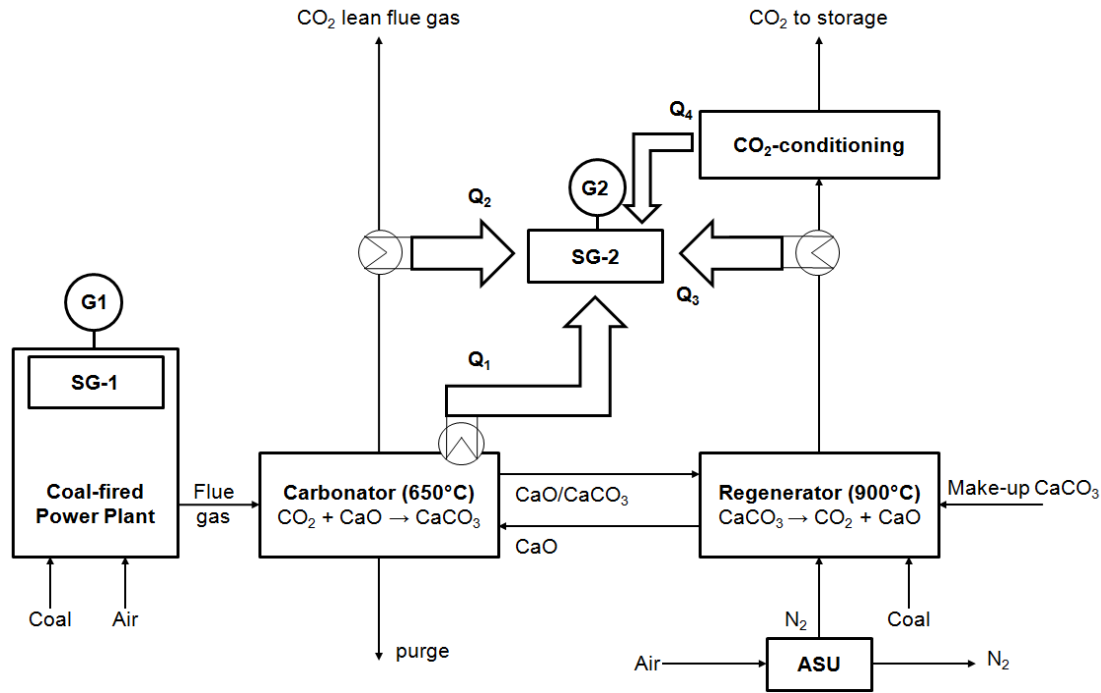 CO₂ lean flue gas
CO₂ to storage
Q₄
CO₂-conditioning
G2
Q₂
SG-2
Q₃
G1
SG-1
Q₁
Coal-fired
Power Plant
Flue
gas
Carbonator (650°C)
CO₂ + CaO → CaCO₃
CaO/CaCO₃
CaO
Regenerator (900°C)
CaCO₃ → CO₂ + CaO
Make-up CaCO₃
Coal
Air
purge
N₂
Coal
Air
ASU
N₂